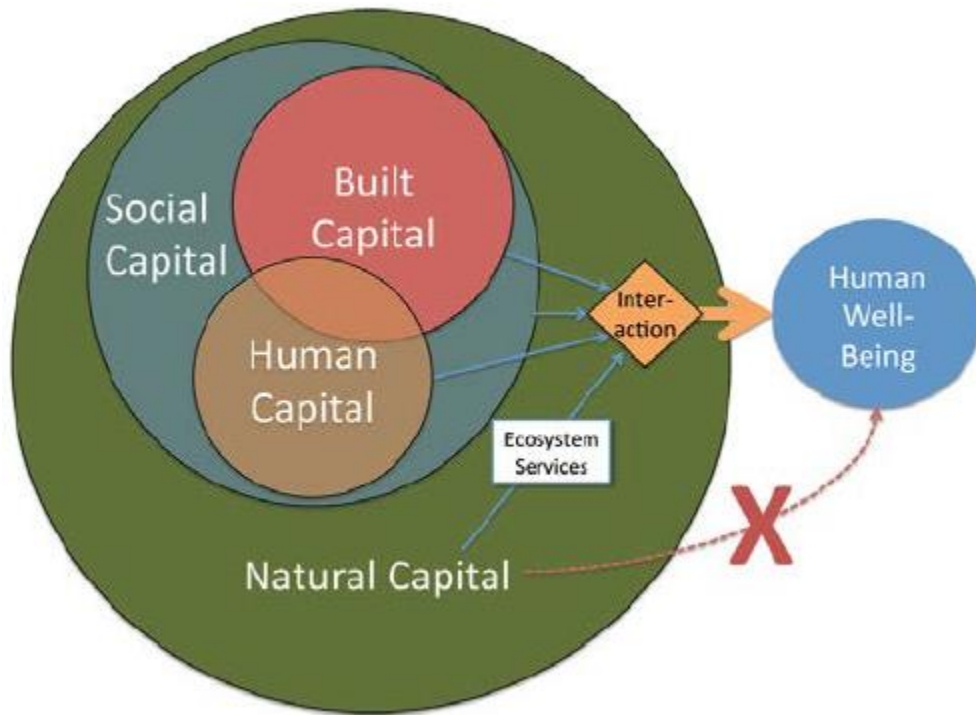 Built
Capital
Social
Capital
Human
Capital
Inter-
action
Human
Well-
Being
Ecosystem
Services
Natural Capital
X